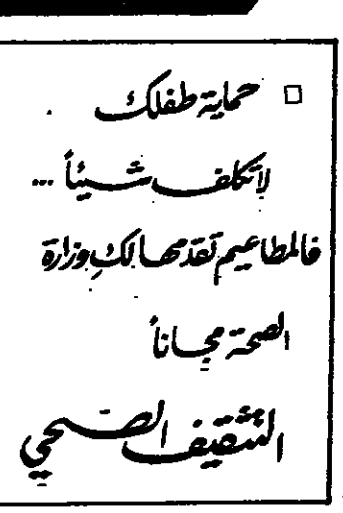 □ حماية طفلك
لا تكلف شيئاً ...
فالمطاعيم تقدمها لكِ وزارة
الصحة مجاناً
التثقيف الصحي